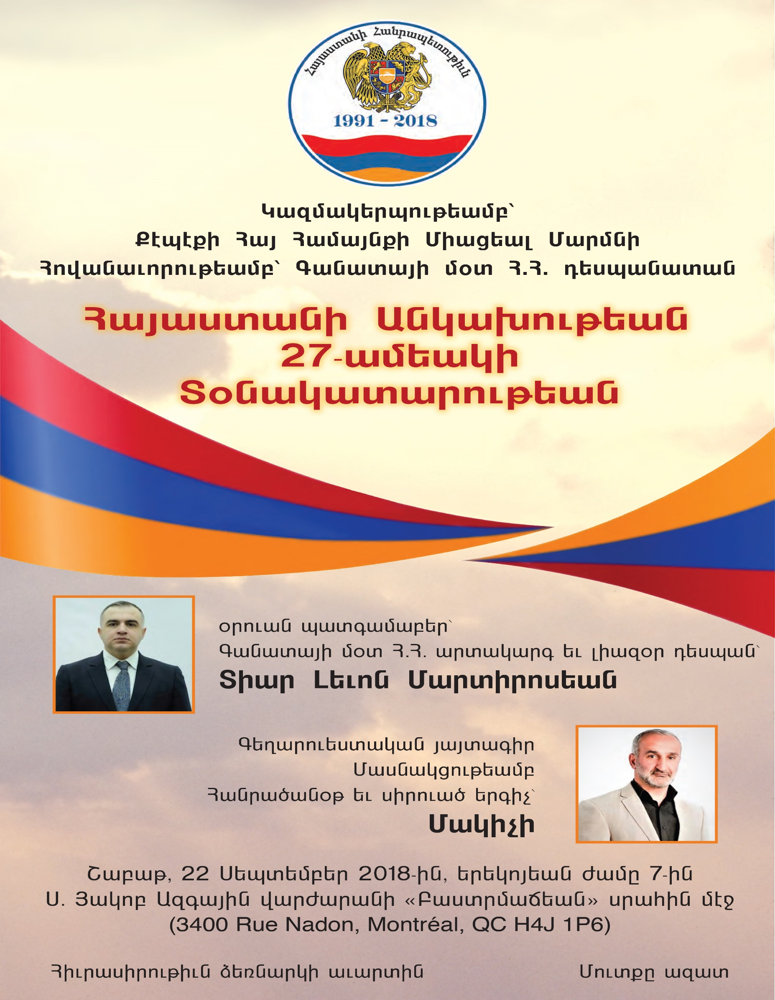 Հայաստանի Հանրապետութիւն
1991 - 2018
Կազմակերպութեամբ՝
Քէպէքի Հայ Համայնքի Միացեալ Մարմնի
Հովանաւորութեամբ՝ Գանատայի մօտ Հ.Հ. դեսպանատան
Հայաստանի Անկախութեան
27-ամեակի
Տօնակատարութեան
օրուան պատգամաբեր՝
Գանատայի մօտ Հ.Հ. արտակարգ եւ լիազօր դեսպան՝
Տիար Լեւոն Մարտիրոսեան
Գեղարուեստական յայտագիր
Մասնակցութեամբ
Հանրածանօթ եւ սիրուած երգիչ՝
Մակիչի
Շաբաթ, 22 Սեպտեմբեր 2018-ին, երեկոյեան ժամը 7-ին
Ս. Յակոբ Ազգային վարժարանի «Բաստրմաճեան» սրահին մէջ
(3400 Rue Nadon, Montréal, QC H4J 1P6)
Հիւրասիրութիւն ձեռնարկի աւարտին
Մուտքը ազատ